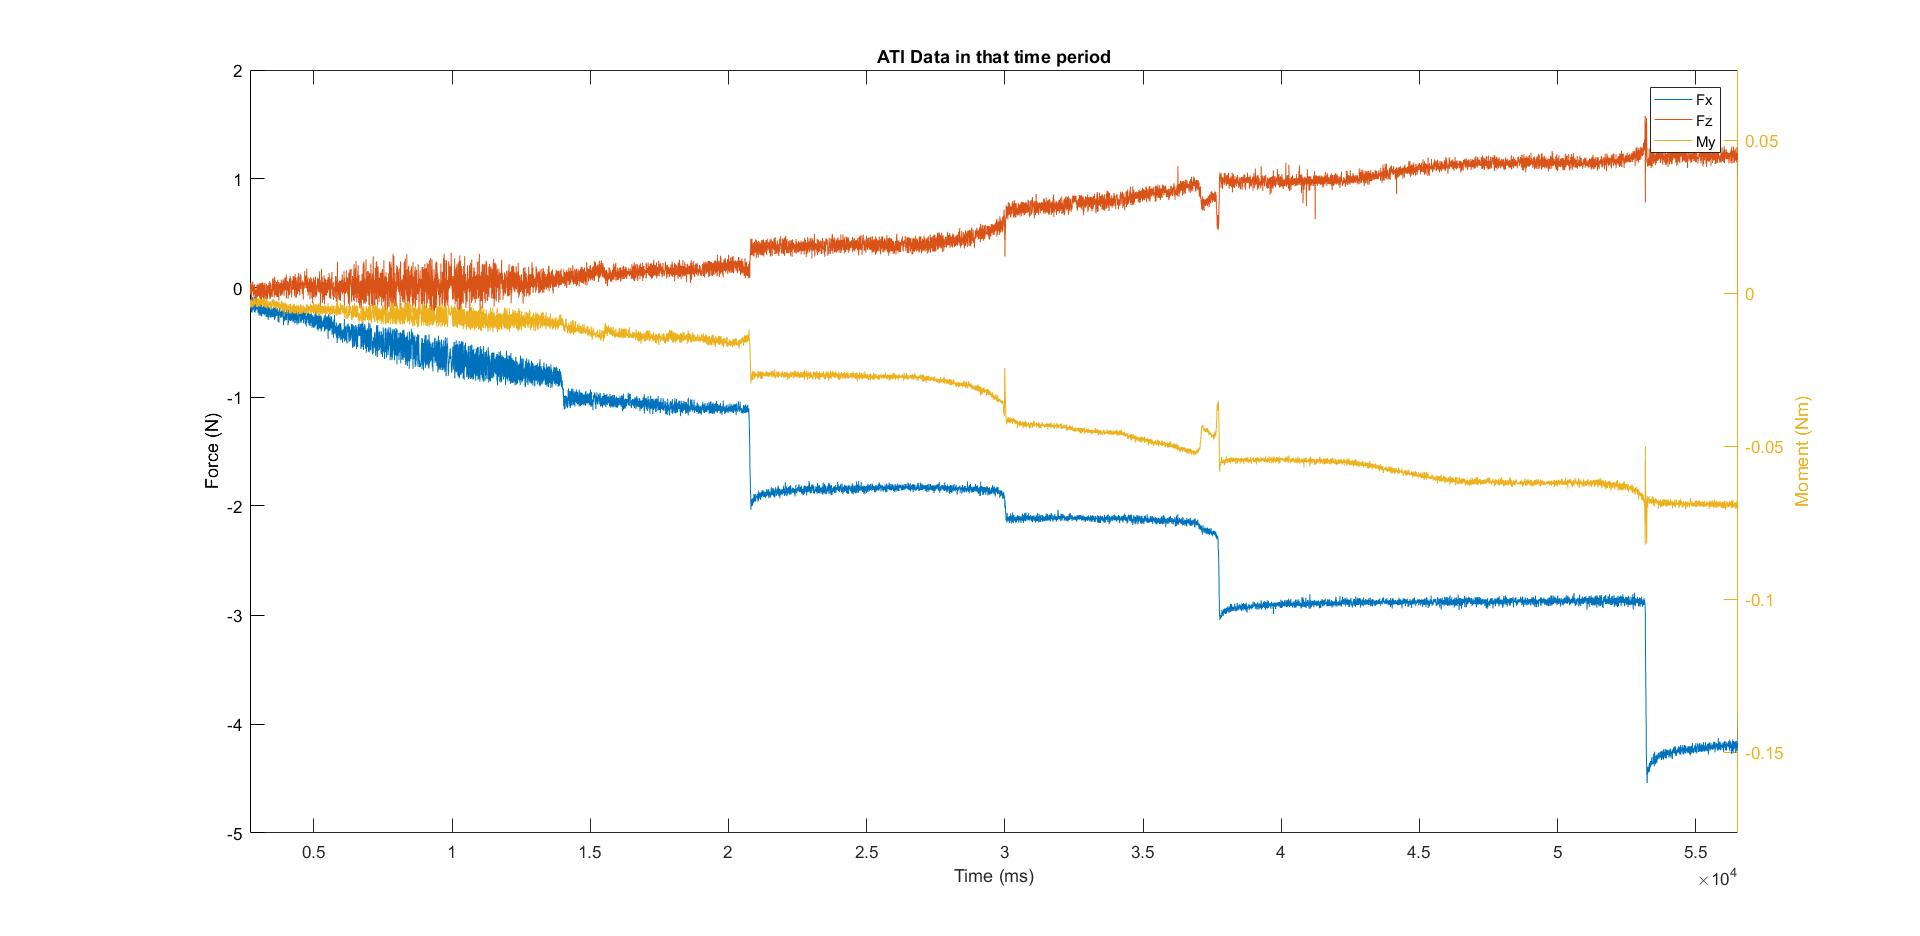 ATI Data in that time period
2
1
0
-1
-2
-3
-4
-5
Force (N)
0.5 1 1.5 2 2.5 3 3.5 4 4.5 5 5.5
×10^4
Time (ms)
0.05
0
-0.05
-0.1
-0.15
Moment (Nm)
Fx
Fz
My